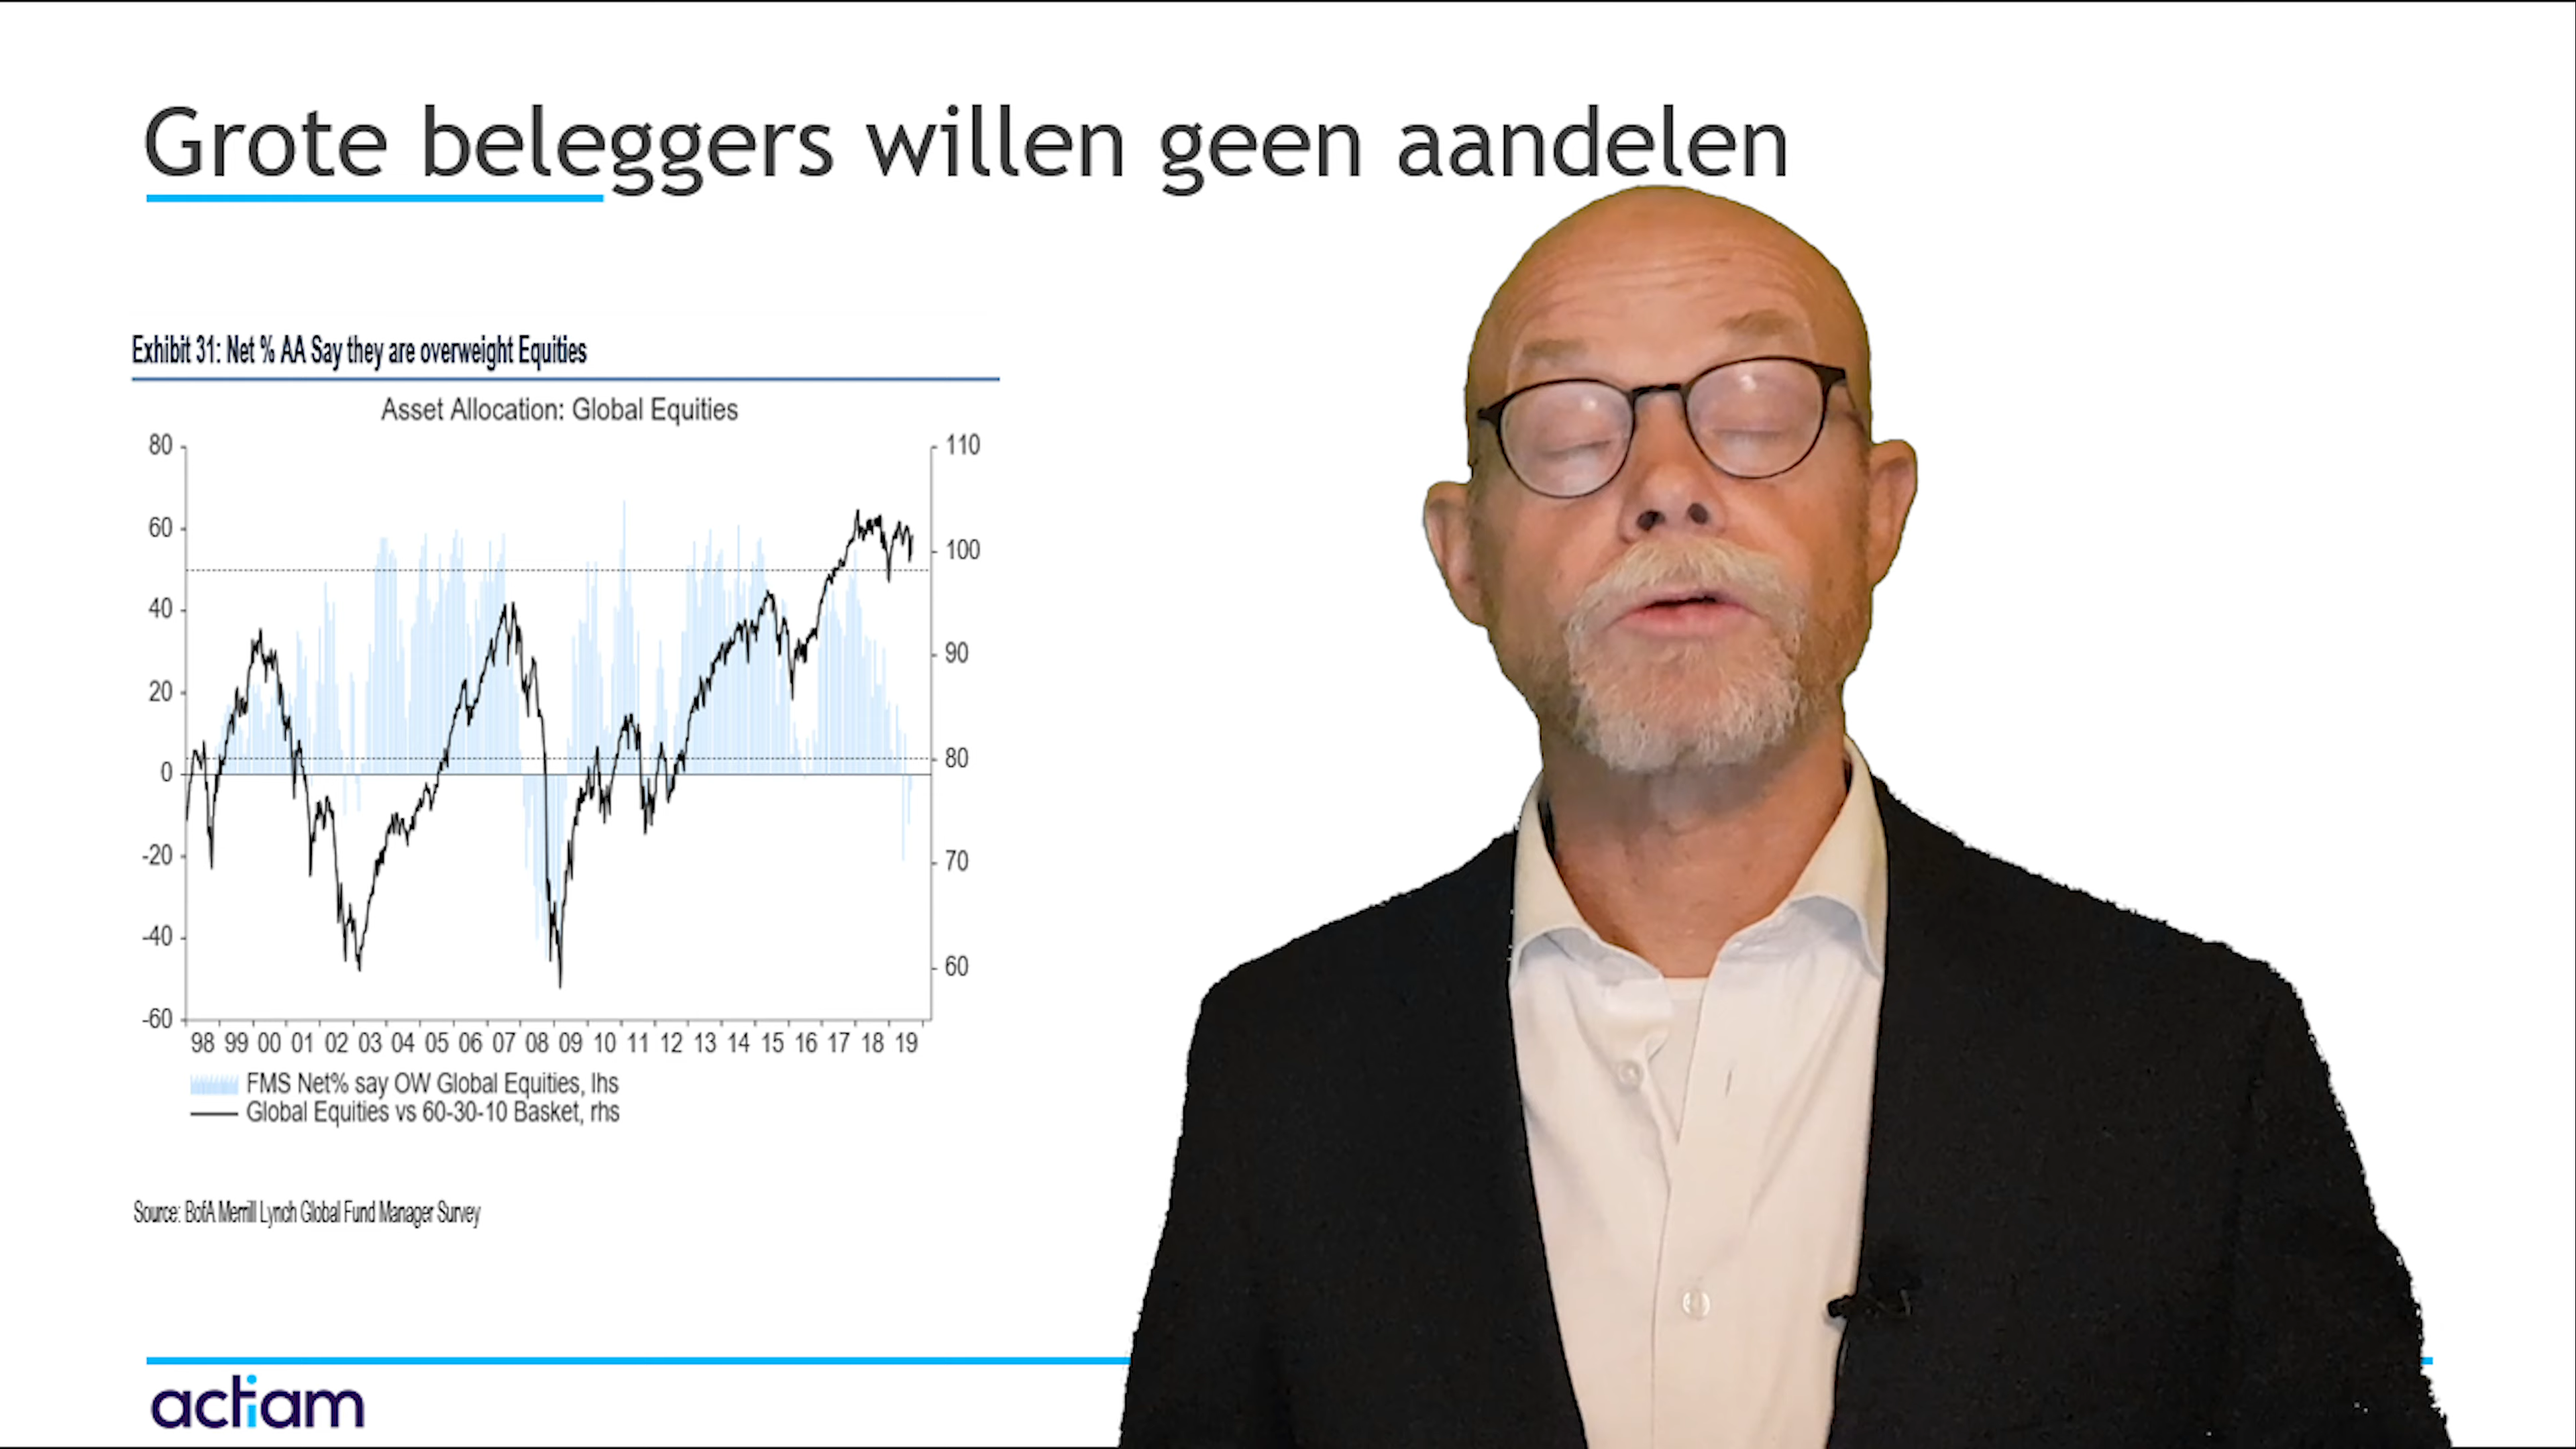 Grote beleggers willen geen aandelen
Exhibit 31: Net % AA Say they are overweight Equities
Asset Allocation: Global Equities
80
60
40
20
0
-20
-40
-60
110
100
90
80
70
60
98 99 00 01 02 03 04 05 06 07 08 09 10 11 12 13 14 15 16 17 18 19
FMS Net% say OW Global Equities, lhs
Global Equities vs 60-30-10 Basket, rhs
Source: BofA Merrill Lynch Global Fund Manager Survey
actiam